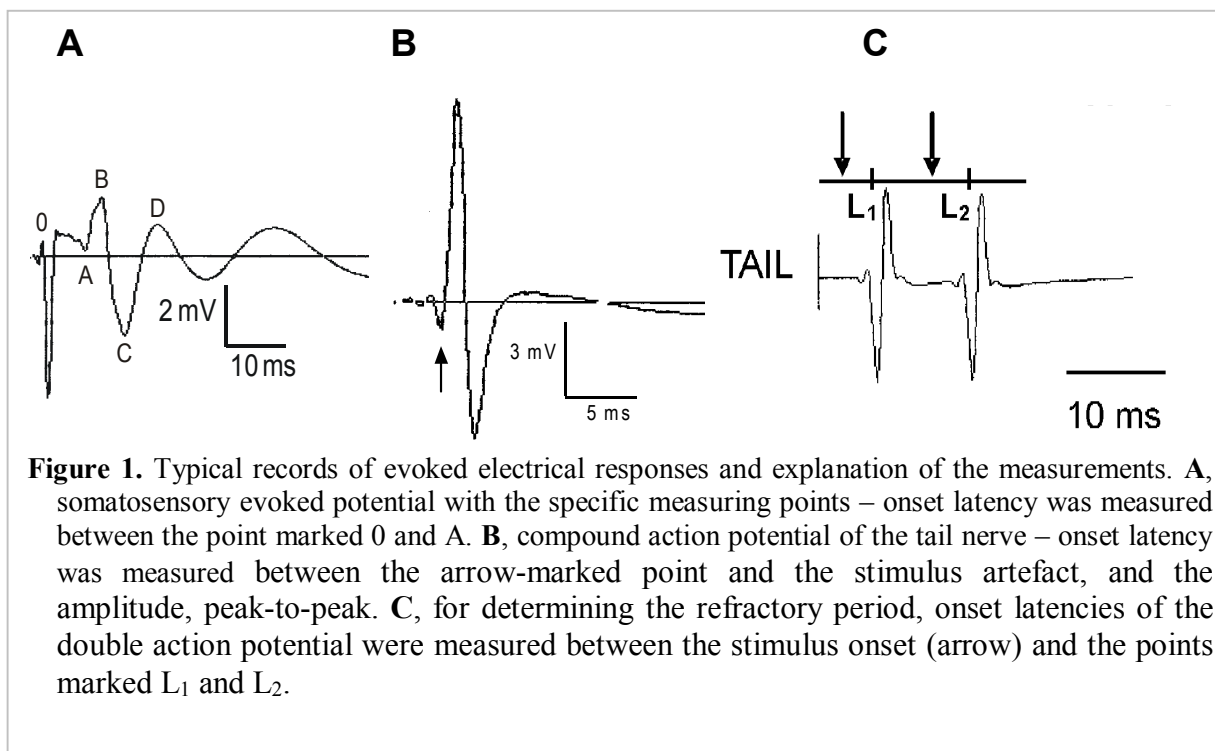 A
B
C
0
B
D
A
C
2 mV
10 ms
3 mV
5 ms
L₁
L₂
TAIL
10 ms
Figure 1. Typical records of evoked electrical responses and explanation of the measurements. A,
somatosensory evoked potential with the specific measuring points – onset latency was measured
between the point marked 0 and A. B, compound action potential of the tail nerve – onset latency
was measured between the arrow-marked point and the stimulus artefact, and the
amplitude, peak-to-peak. C, for determining the refractory period, onset latencies of the
double action potential were measured between the stimulus onset (arrow) and the points
marked L₁ and L₂.